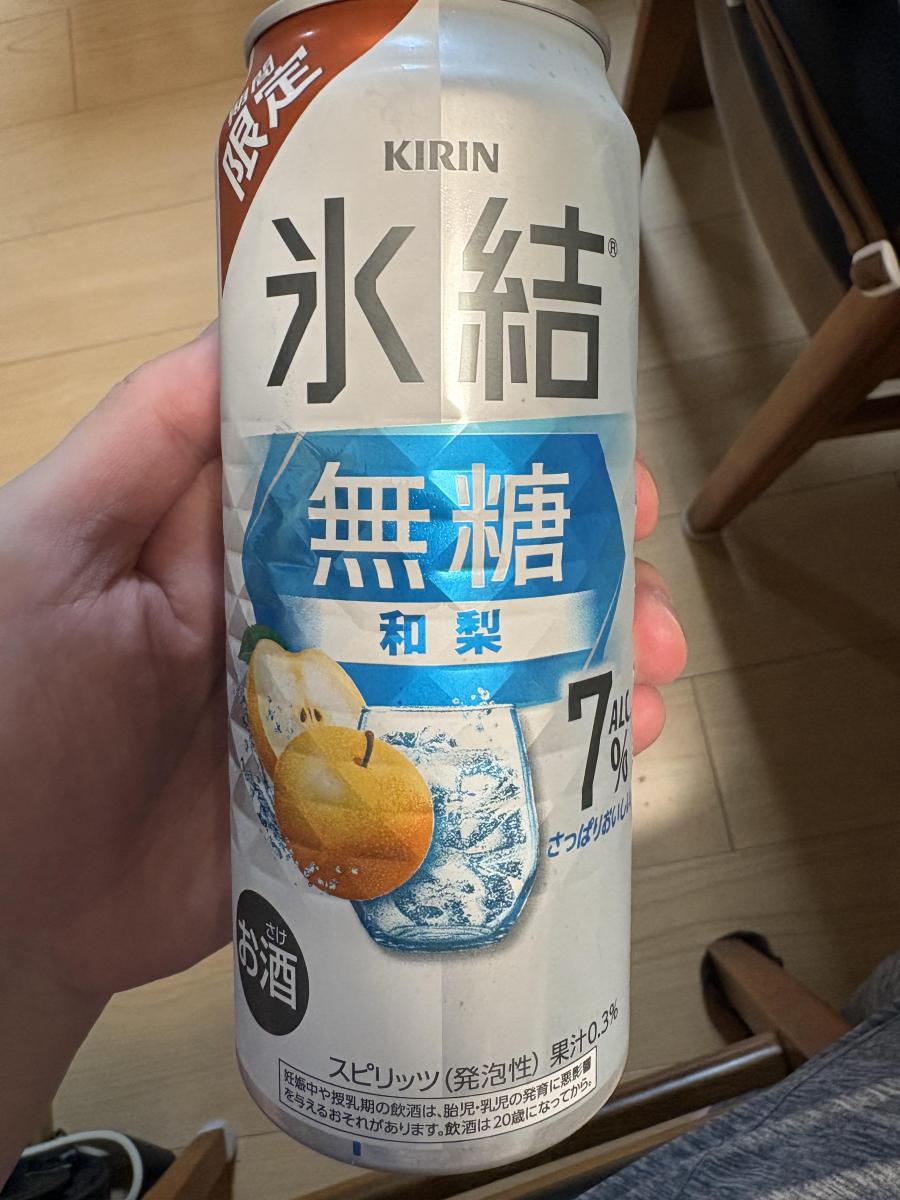 期間
限定
KIRIN
氷結®
無糖
和梨
7 ALC
%
さっぱりおいしい
さけ
お酒
スピリッツ(発泡性) 果汁0.3%
妊娠中や授乳期の飲酒は、胎児・乳児の発育に悪影響
を与えるおそれがあります。飲酒は20歳になってから。